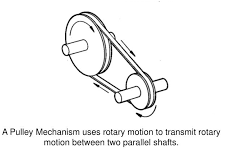 A Pulley Mechanism uses rotary motion to transmit rotary
motion between two parallel shafts.